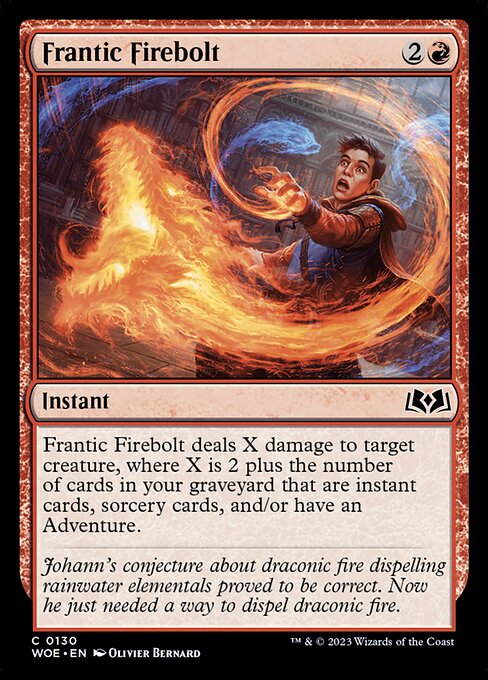 Frantic Firebolt 2
Instant
Frantic Firebolt deals X damage to target
creature, where X is 2 plus the number
of cards in your graveyard that are instant
cards, sorcery cards, and/or have an
Adventure.
Johann's conjecture about draconic fire dispelling
rainwater elementals proved to be correct. Now
he just needed a way to dispel draconic fire.
C 0130
WOE • EN Olivier Bernard
™ & © 2023 Wizards of the Coast